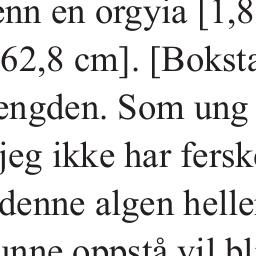 enn en orgyia [1,8
62,8 cm]. [Boksta
engden. Som ung
jeg ikke har fersk
denne algen helle
unne oppstå vil bl